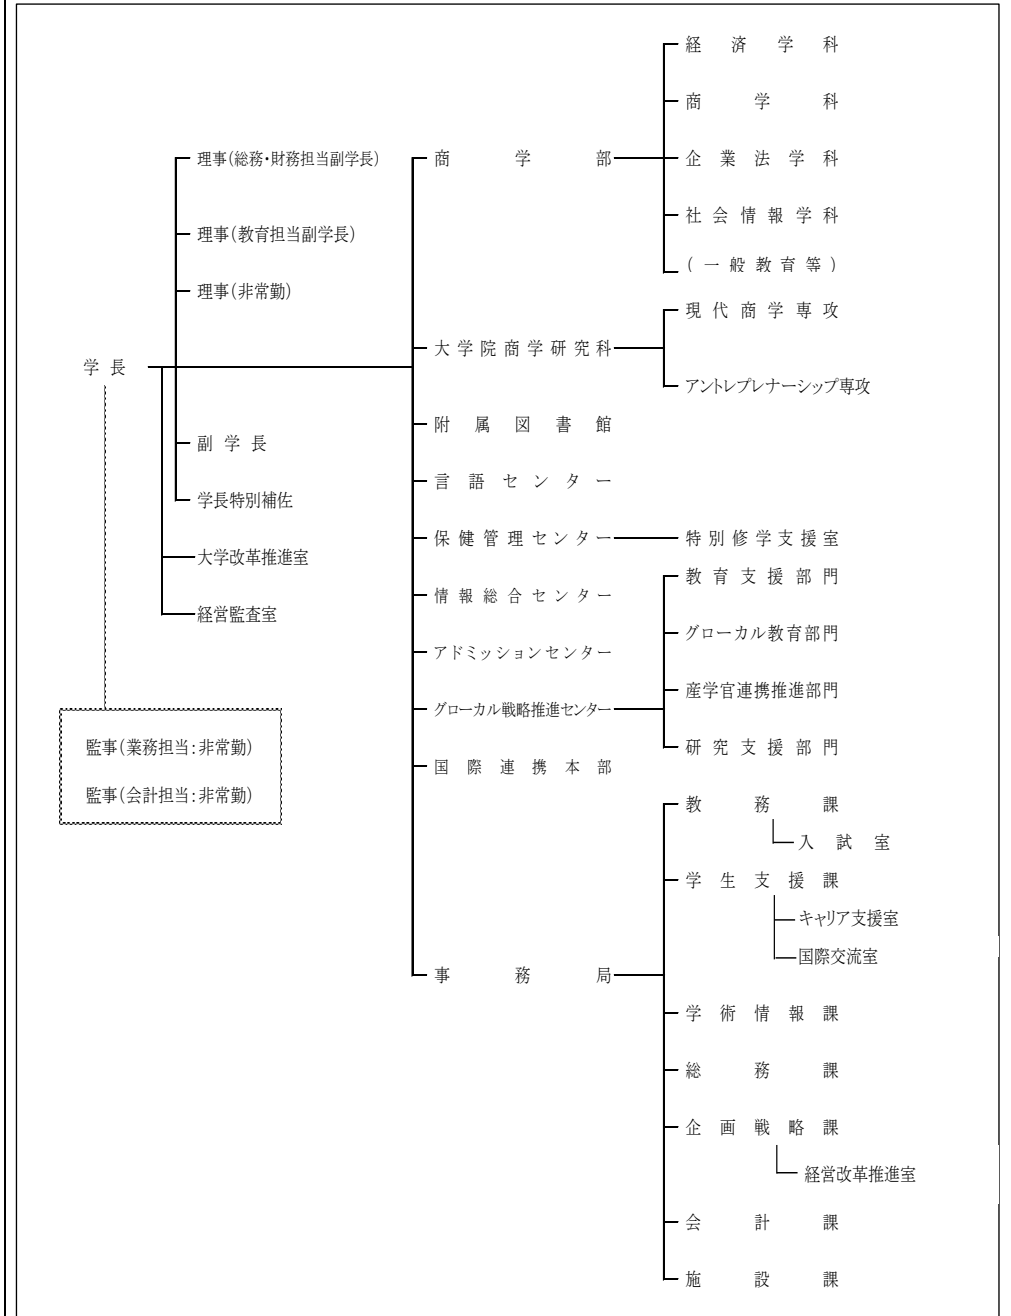 学長
理事(総務・財務担当副学長)
理事(教育担当副学長)
理事(非常勤)
副学長
学長特別補佐
大学改革推進室
経営監査室
監事(業務担当:非常勤)
監事(会計担当:非常勤)
商学部
経済学科
商学科
企業法学科
社会情報学科
(一般教育等)
大学院商学研究科
現代商学専攻
アントレプレナーシップ専攻
附属図書館
言語センター
保健管理センター
特別修学支援室
情報総合センター
アドミッションセンター
グローカル戦略推進センター
教育支援部門
グローカル教育部門
産学官連携推進部門
研究支援部門
国際連携本部
事務局
教務課
入試室
学生支援課
キャリア支援室
国際交流室
学術情報課
総務課
企画戦略課
経営改革推進室
会計課
施設課